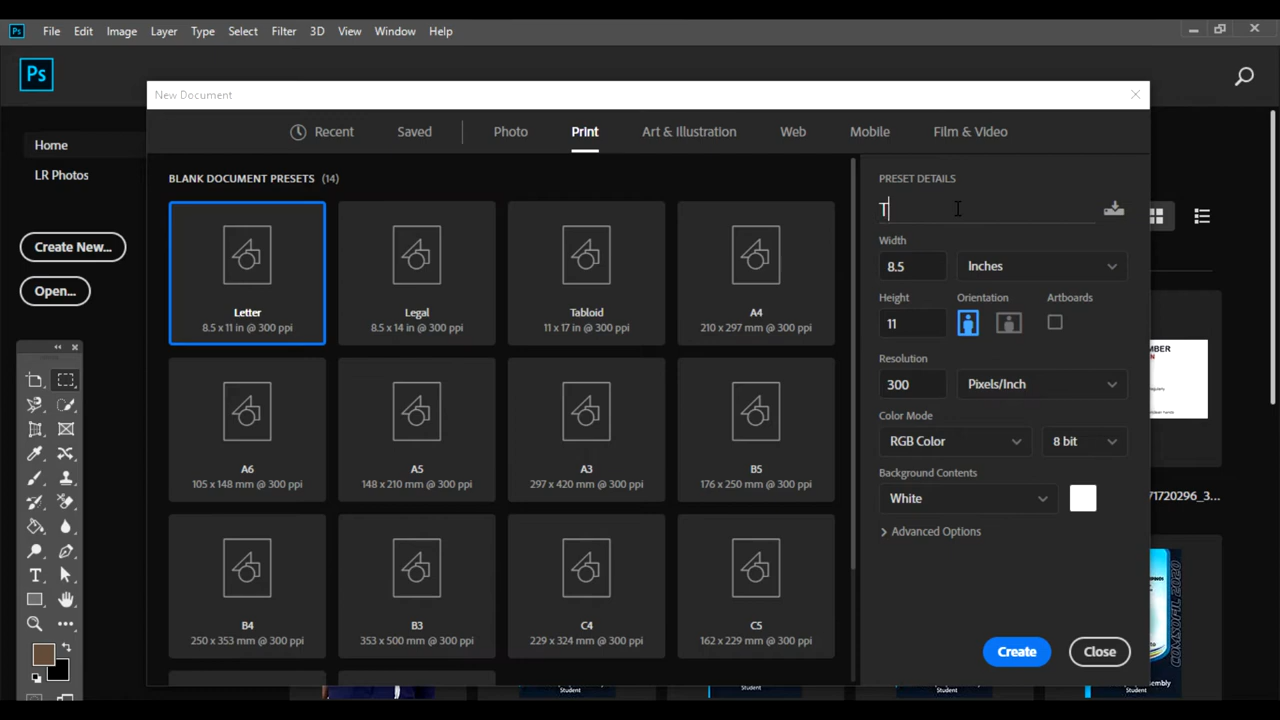 Ps File Edit Image Layer Type Select Filter 3D View Window Help
Ps
New Document
Home
LR Photos
Create New...
Open...
Recent Saved Photo Print Art & Illustration Web Mobile Film & Video
BLANK DOCUMENT PRESETS (14)
Letter
8.5 x 11 in @ 300 ppi
Legal
8.5 x 14 in @ 300 ppi
Tabloid
11 x 17 in @ 300 ppi
A4
210 x 297 mm @ 300 ppi
A6
105 x 148 mm @ 300 ppi
A5
148 x 210 mm @ 300 ppi
A3
297 x 420 mm @ 300 ppi
B5
176 x 250 mm @ 300 ppi
B4
250 x 353 mm @ 300 ppi
B3
353 x 500 mm @ 300 ppi
C4
229 x 324 mm @ 300 ppi
C5
162 x 229 mm @ 300 ppi
PRESET DETAILS
T
Width
8.5 Inches
Height Orientation Artboards
11
Resolution
300 Pixels/Inch
Color Mode
RGB Color 8 bit
Background Contents
White
Advanced Options
Create Close
MBER
71720296_3...
CONSOFIL 2020
Student
Student
Student
Student
sembly
Student